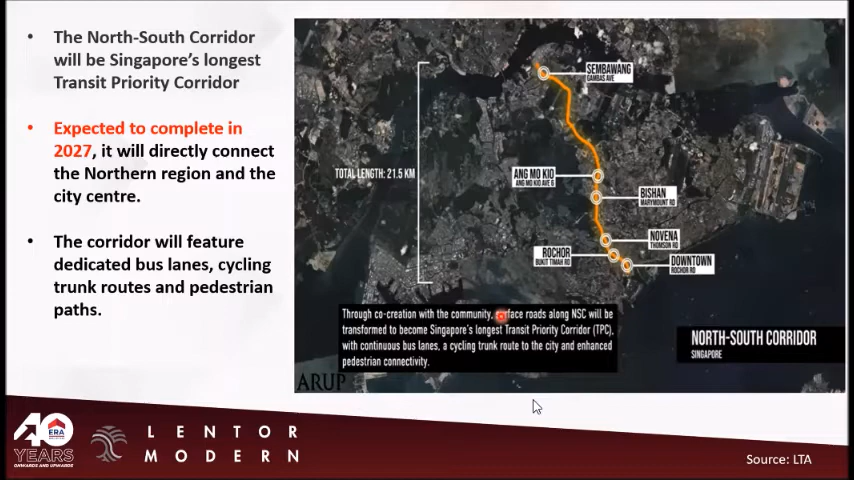 • The North-South Corridor
will be Singapore's longest
Transit Priority Corridor
• Expected to complete in
2027, it will directly connect
the Northern region and the
city centre.
• The corridor will feature
dedicated bus lanes, cycling
trunk routes and pedestrian
paths.
SEMBAWANG
GAMBAS AVE
TOTAL LENGTH: 21.5 KM
ANG MO KIO
ANG MO KIO AVE 6
BISHAN
MARYMOUNT RD
NOVENA
THOMSON RD
ROCHOR
BUKIT TIMAH RD
DOWNTOWN
ROCHOR RD
Through co-creation with the community, surface roads along NSC will be
transformed to become Singapore's longest Transit Priority Corridor (TPC),
with continuous bus lanes, a cycling trunk route to the city and enhanced
pedestrian connectivity.
NORTH-SOUTH CORRIDOR
SINGAPORE
ARUP
40
ERA
YEARS
ONWARDS AND UPWARDS
LENTOR
MODERN
Source: LTA